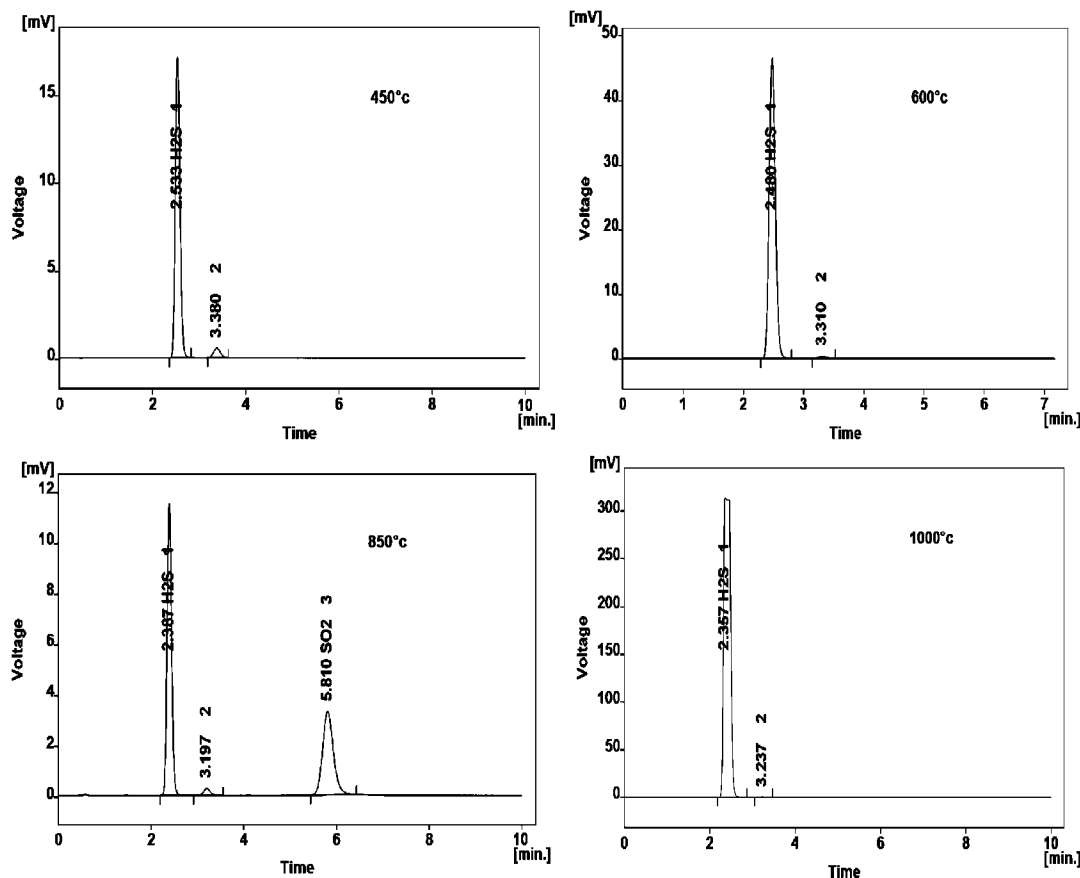 [mV]
15
10
5
0
Voltage
450°c
2.533 H2S 1
3.380 2
0 2 4 6 8 10
[min.]
Time
[mV]
50
40
30
20
10
0
Voltage
600°c
2.480 H2S 1
3.310 2
0 1 2 3 4 5 6 7
[min.]
Time
[mV]
12
10
8
6
4
2
0
Voltage
850°c
2.387 H2S 1
3.197 2
5.810 SO2 3
0 2 4 6 8 10
[min.]
Time
[mV]
300
250
200
150
100
50
0
Voltage
1000°c
2.357 H2S 1
3.237 2
0 2 4 6 8 10
[min.]
Time